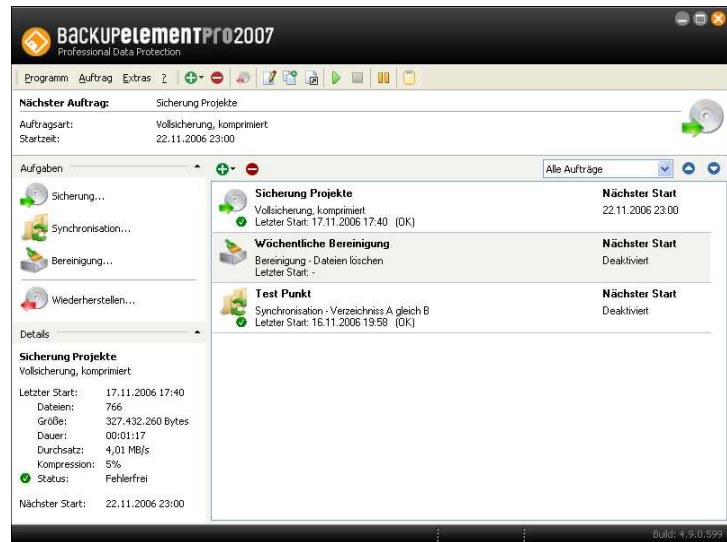 BACKUPELEMENTPRO2007
Professional Data Protection
Programm Auftrag Extras ?
Nächster Auftrag: Sicherung Projekte
Auftragsart: Vollsicherung, komprimiert
Startzeit: 22.11.2006 23:00
Aufgaben
Sicherung...
Synchronisation...
Bereinigung...
Wiederherstellen...
Details
Sicherung Projekte
Vollsicherung, komprimiert
Letzter Start: 17.11.2006 17:40
Dateien: 766
Größe: 327.432.260 Bytes
Dauer: 00:01:17
Durchsatz: 4,01 MB/s
Kompression: 5%
Status: Fehlerfrei
Nächster Start: 22.11.2006 23:00
Alle Aufträge
Sicherung Projekte Nächster Start
Vollsicherung, komprimiert 22.11.2006 23:00
Letzter Start: 17.11.2006 17:40 (OK)
Wöchentliche Bereinigung Nächster Start
Bereinigung - Dateien löschen Deaktiviert
Letzter Start: -
Test Punkt Nächster Start
Synchronisation - Verzeichniss A gleich B Deaktiviert
Letzter Start: 16.11.2006 19:58 (OK)
Build: 4.9.0.599